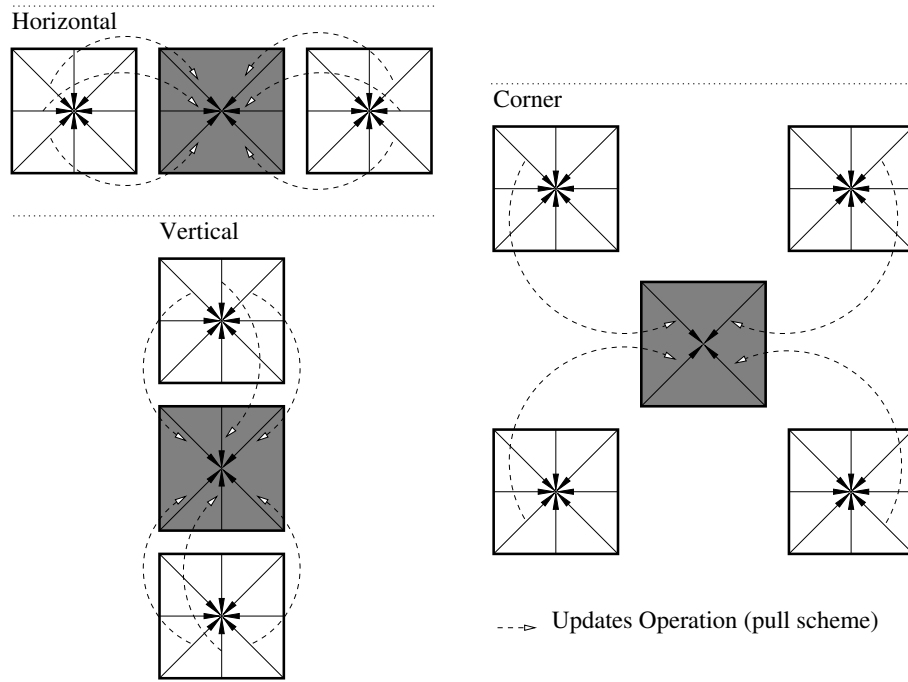 Horizontal
Corner
Vertical
Updates Operation (pull scheme)